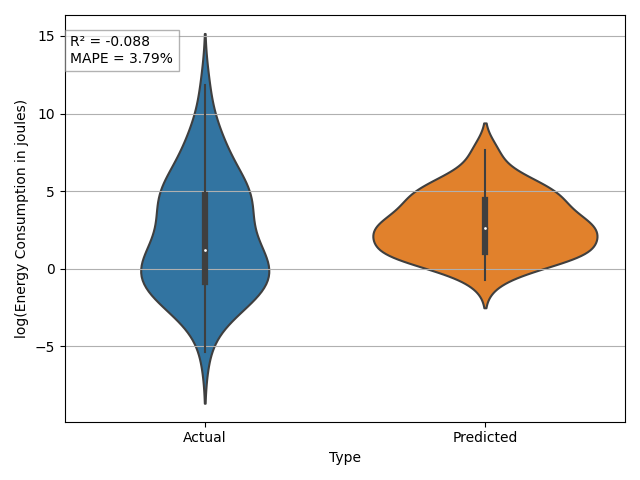 R² = -0.088
MAPE = 3.79%
15
10
5
0
−5
log(Energy Consumption in joules)
Actual
Predicted
Type